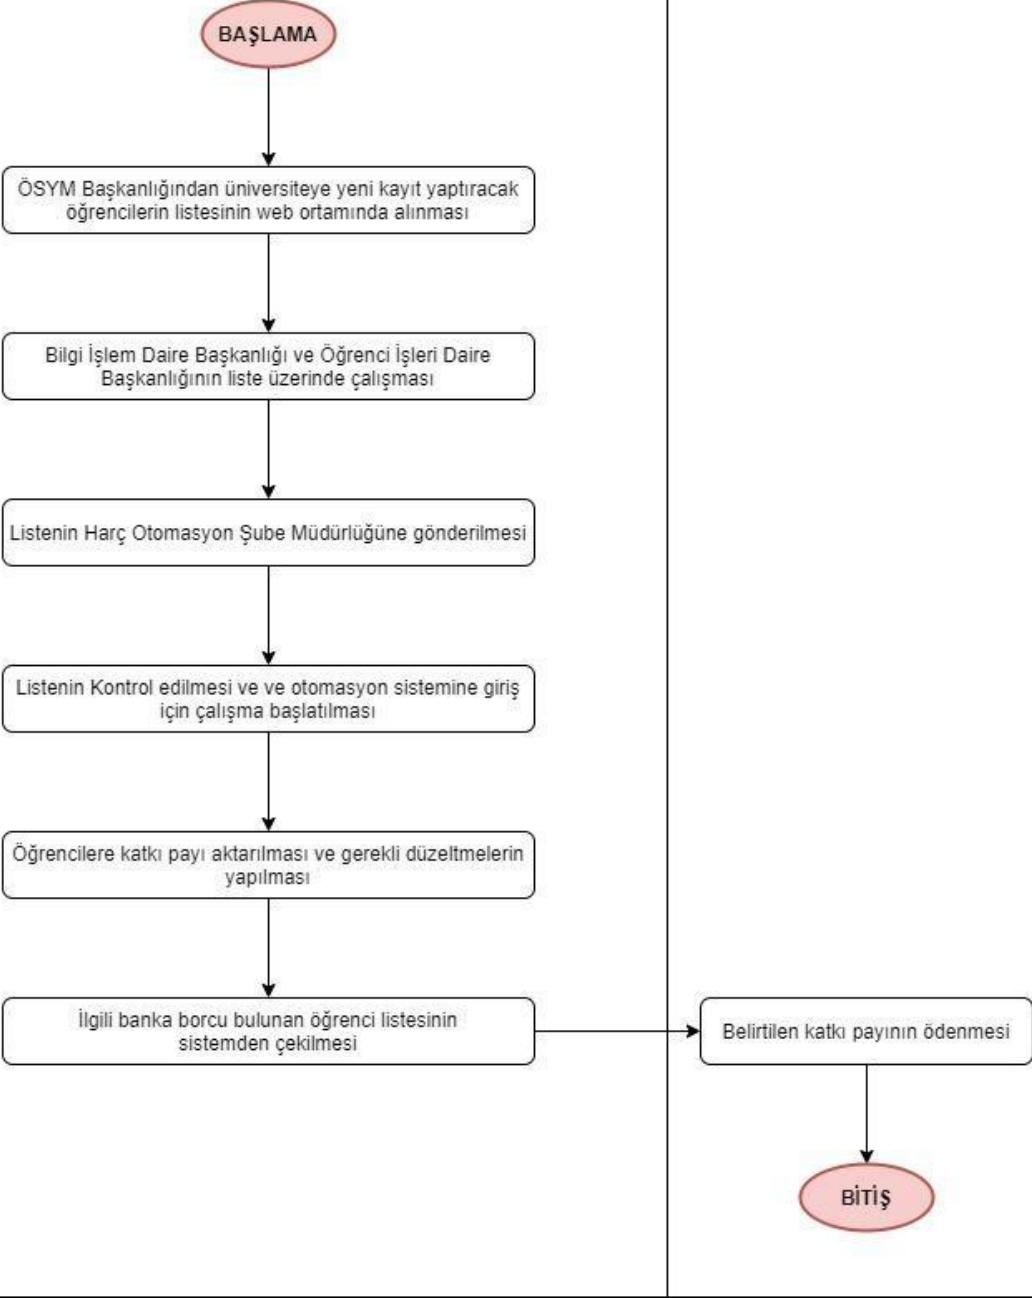 BAŞLAMA
ÖSYM Başkanlığından üniversiteye yeni kayıt yaptıracak
öğrencilerin listesinin web ortamında alınması
Bilgi İşlem Daire Başkanlığı ve Öğrenci İşleri Daire
Başkanlığının liste üzerinde çalışması
Listenin Harç Otomasyon Şube Müdürlüğüne gönderilmesi
Listenin Kontrol edilmesi ve ve otomasyon sistemine giriş
için çalışma başlatılması
Öğrencilere katkı payı aktarılması ve gerekli düzeltmelerin
yapılması
İlgili banka borcu bulunan öğrenci listesinin
sistemden çekilmesi
Belirtilen katkı payının ödenmesi
BİTİŞ